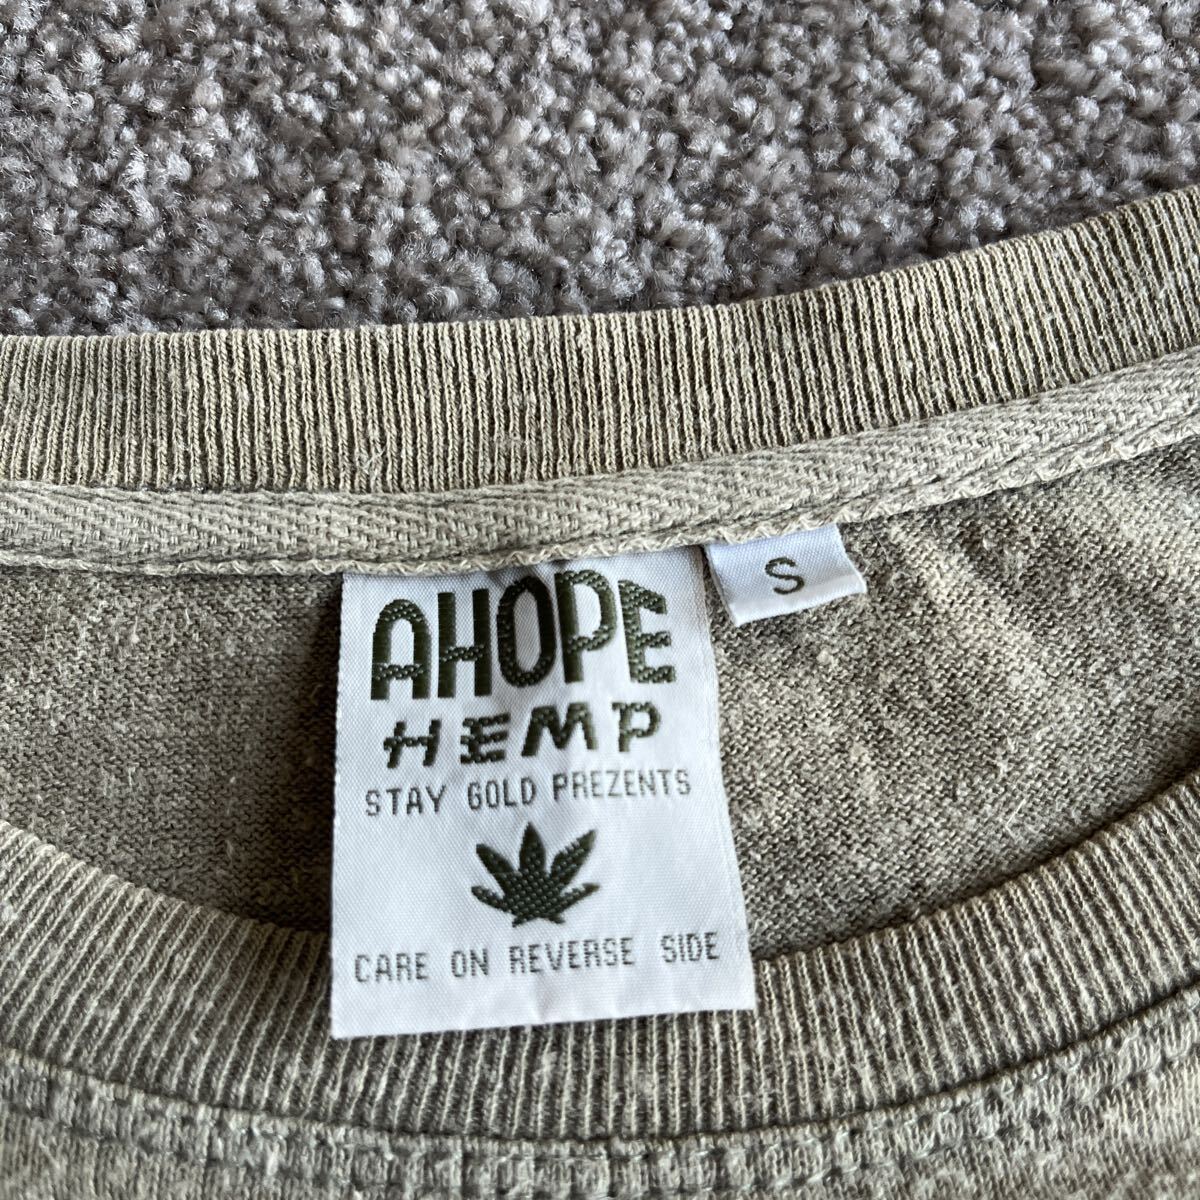 AHOPE
HEMP
STAY GOLD PREZENTS
CARE ON REVERSE SIDE
S